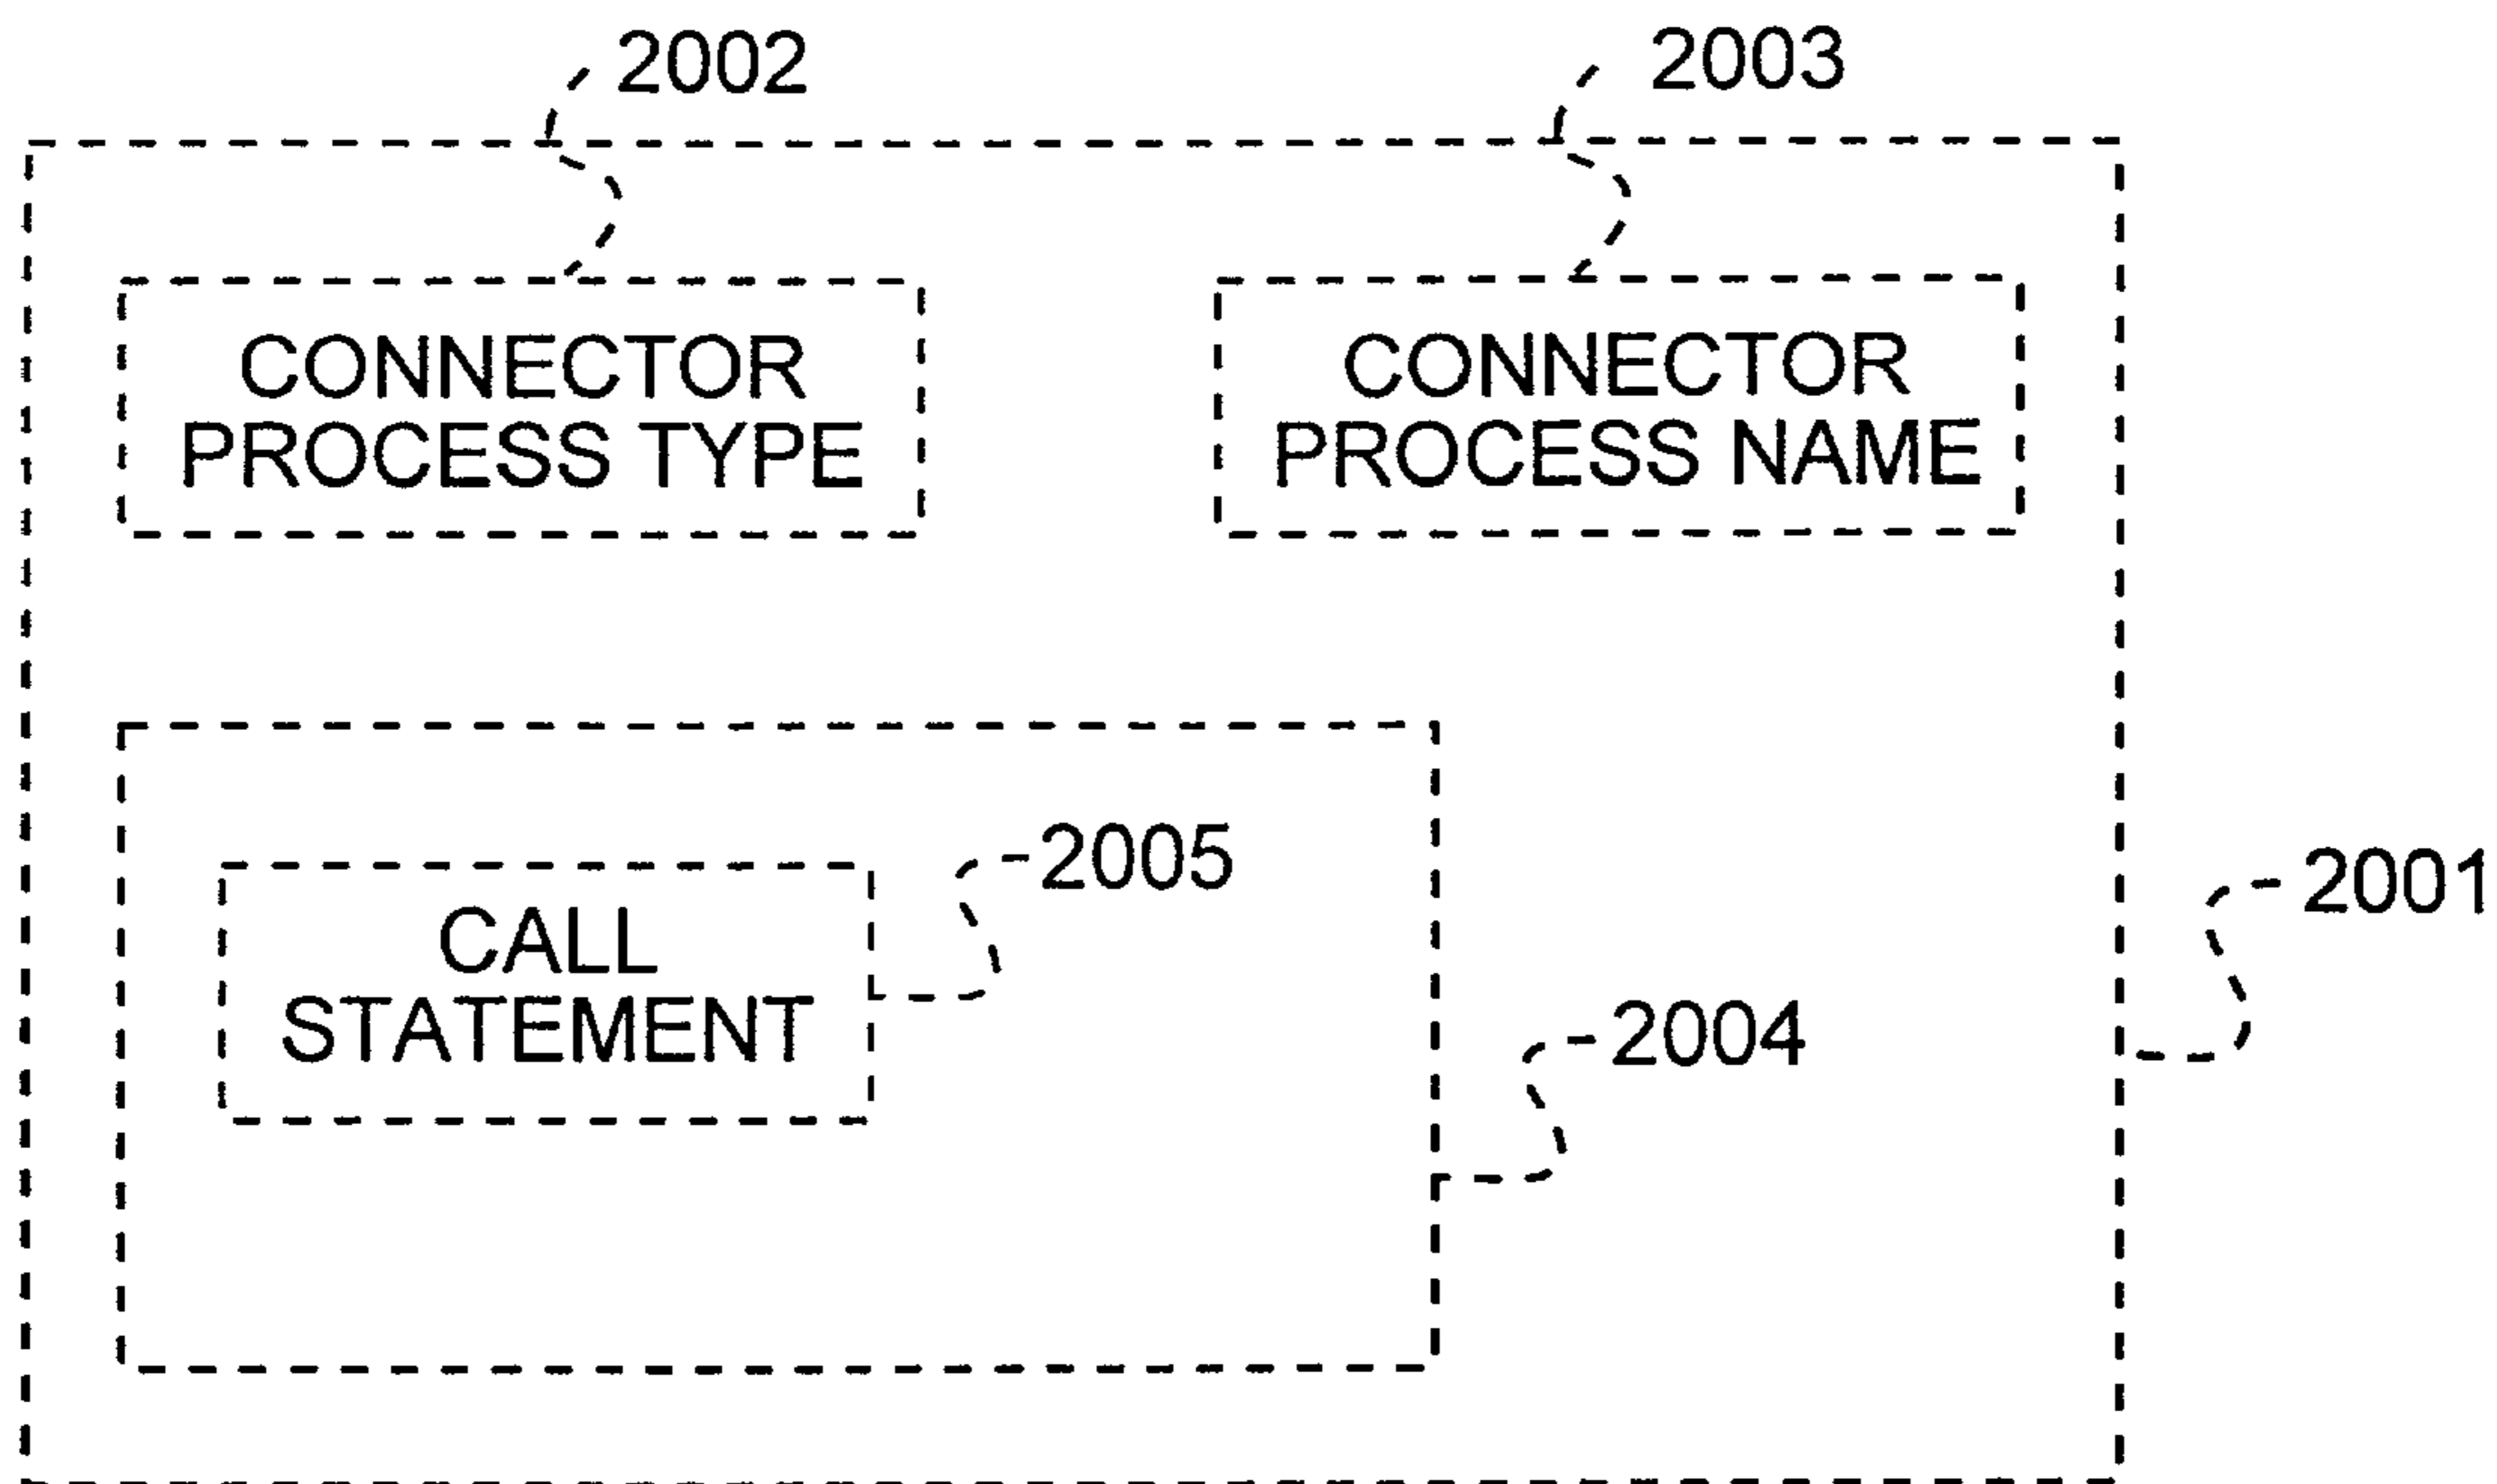 2002
2003
CONNECTOR
PROCESS TYPE
CONNECTOR
PROCESS NAME
2005
CALL
STATEMENT
2001
2004